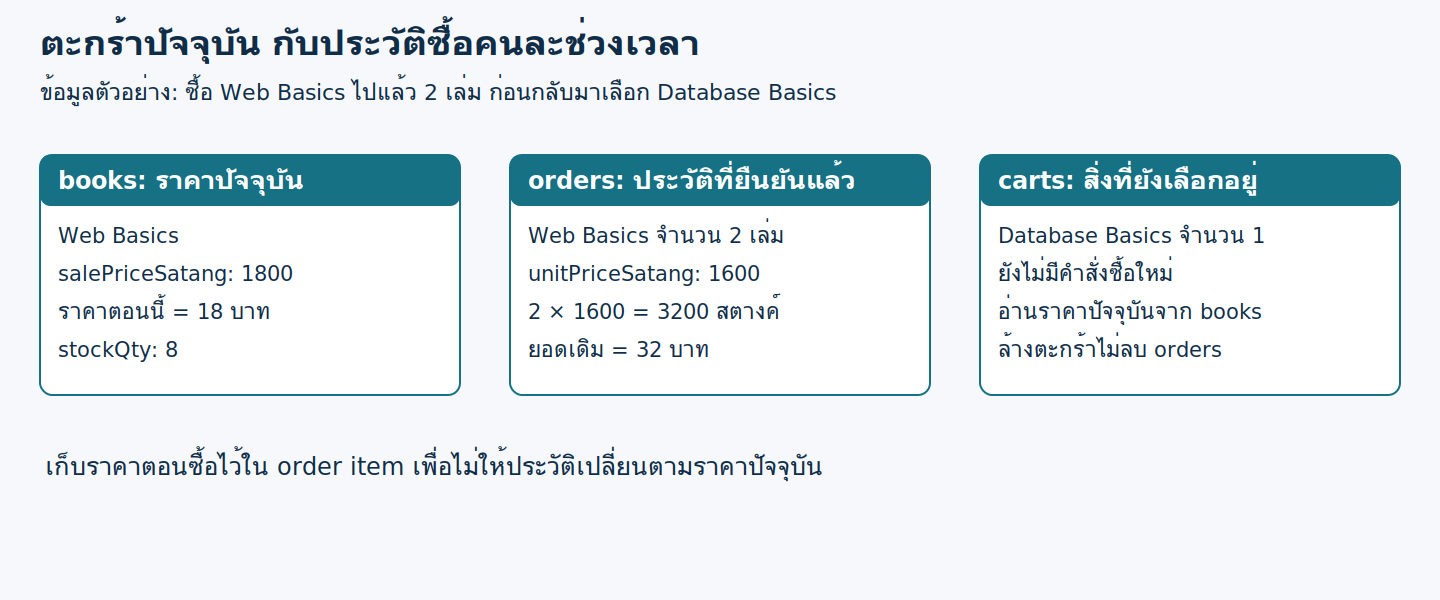 ตะกร้าปัจจุบัน กับประวัติซื้อคนละช่วงเวลา
ข้อมูลตัวอย่าง: ซื้อ Web Basics ไปแล้ว 2 เล่ม ก่อนกลับมาเลือก Database Basics
books: ราคาปัจจุบัน
Web Basics
salePriceSatang: 1800
ราคาตอนนี้ = 18 บาท
stockQty: 8
orders: ประวัติที่ยืนยันแล้ว
Web Basics จำนวน 2 เล่ม
unitPriceSatang: 1600
2 × 1600 = 3200 สตางค์
ยอดเดิม = 32 บาท
carts: สิ่งที่ยังเลือกอยู่
Database Basics จำนวน 1
ยังไม่มีคำสั่งซื้อใหม่
อ่านราคาปัจจุบันจาก books
ล้างตะกร้าไม่ลบ orders
เก็บราคาตอนซื้อไว้ใน order item เพื่อไม่ให้ประวัติเปลี่ยนตามราคาปัจจุบัน